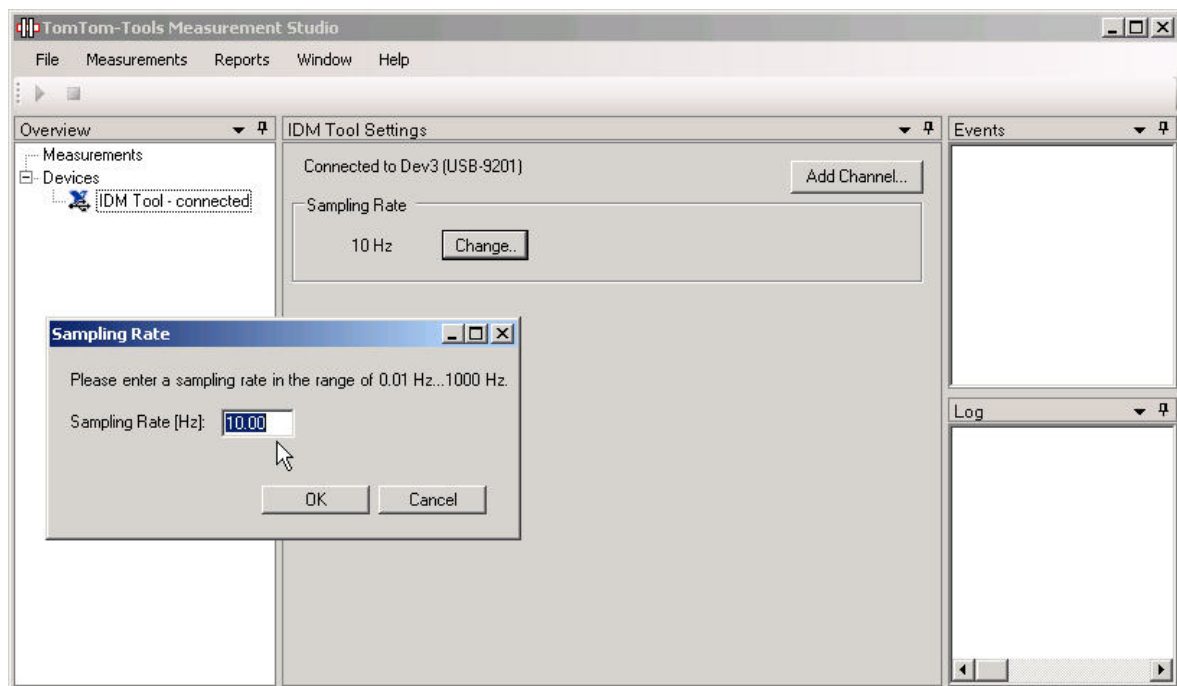 TomTom-Tools Measurement Studio
File Measurements Reports Window Help
Overview
Measurements
Devices
IDM Tool - connected
IDM Tool Settings
Connected to Dev3 (USB-9201)
Add Channel...
Sampling Rate
10 Hz
Change..
Sampling Rate
Please enter a sampling rate in the range of 0.01 Hz...1000 Hz.
Sampling Rate [Hz]: 10.00
OK Cancel
Events
Log